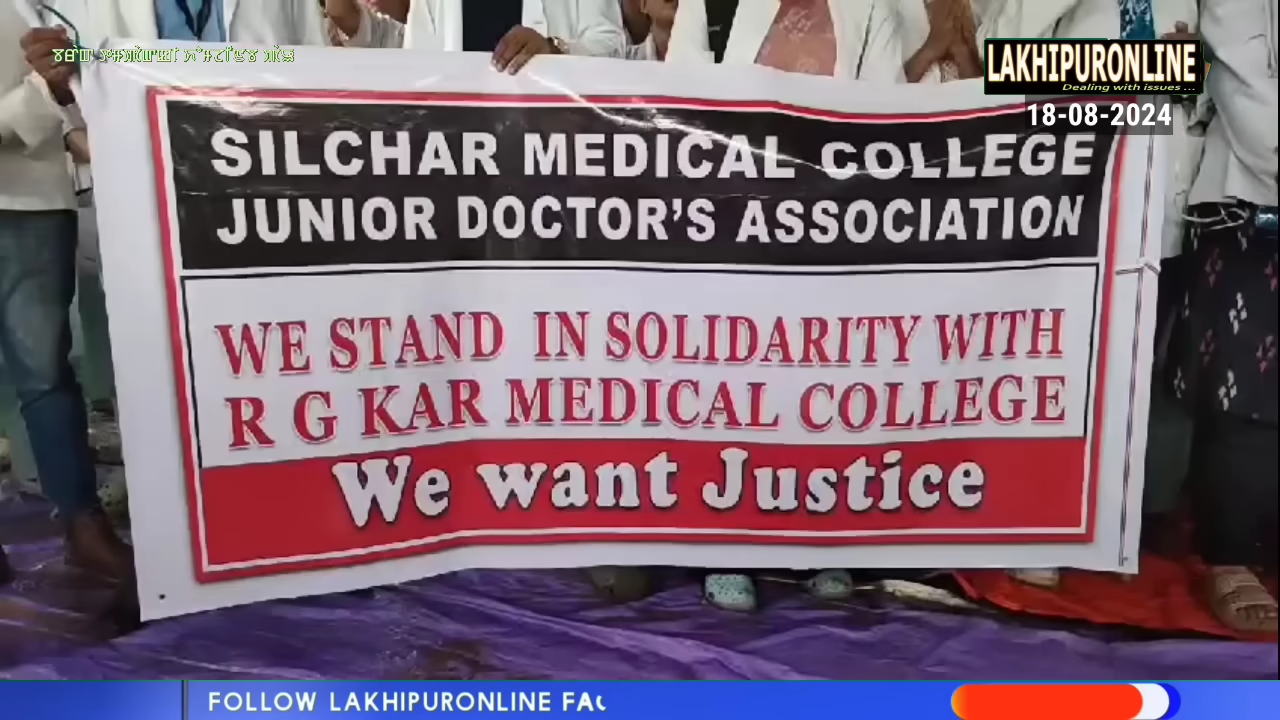 LAKHIPURONLINE
Dealing with issues ...
18-08-2024
SILCHAR MEDICAL COLLEGE
JUNIOR DOCTOR'S ASSOCIATION
WE STAND IN SOLIDARITY WITH
R G KAR MEDICAL COLLEGE
We want Justice
FOLLOW LAKHIPURONLINE